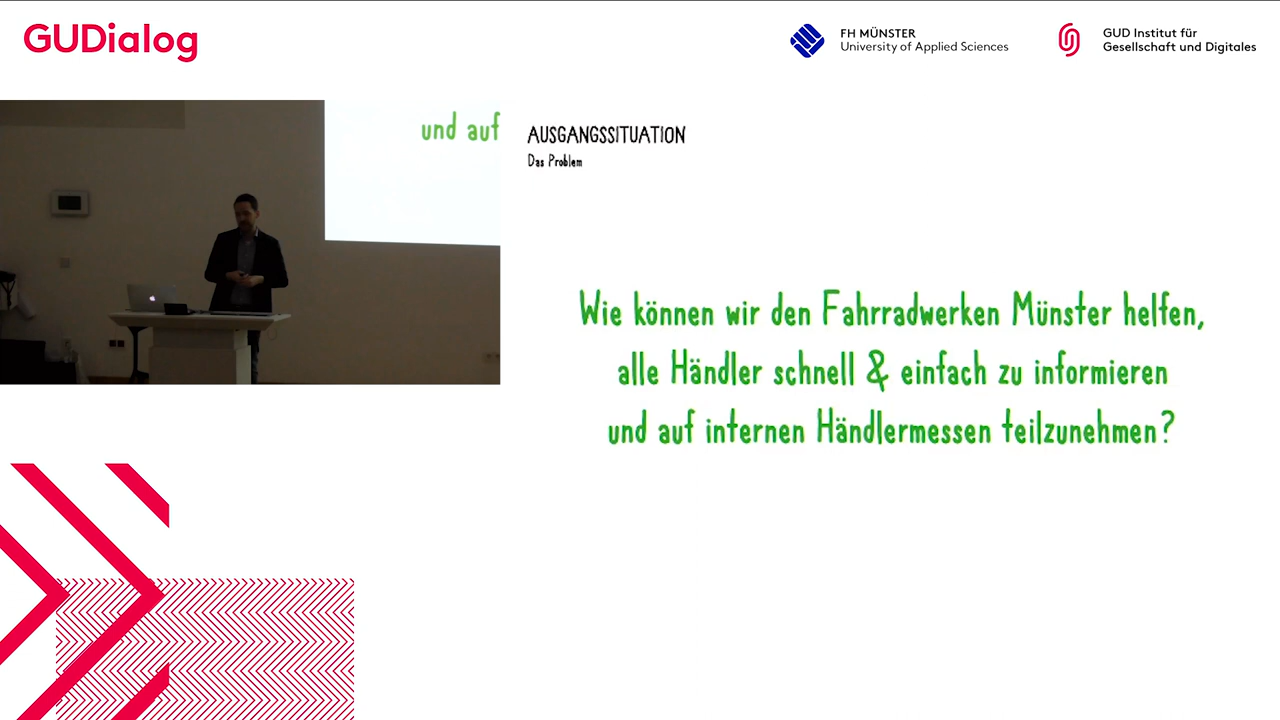 GUDialog
FH MÜNSTER
University of Applied Sciences
GUD Institut für
Gesellschaft und Digitales
und auf
AUSGANGSSITUATION
Das Problem
Wie können wir den Fahrradwerken Münster helfen,
alle Händler schnell & einfach zu informieren
und auf internen Händlermessen teilzunehmen?